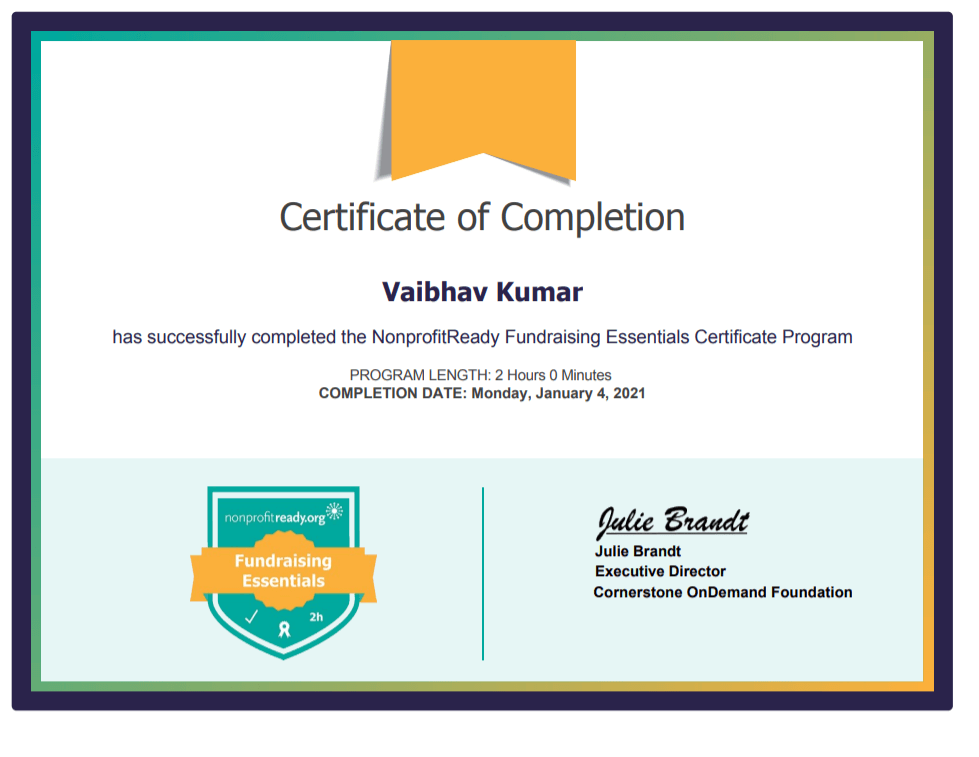 Certificate of Completion
Vaibhav Kumar
has successfully completed the NonprofitReady Fundraising Essentials Certificate Program
PROGRAM LENGTH: 2 Hours 0 Minutes
COMPLETION DATE: Monday, January 4, 2021
nonprofitready.org
Fundraising
Essentials
2h
Julie Brandt
Julie Brandt
Executive Director
Cornerstone OnDemand Foundation